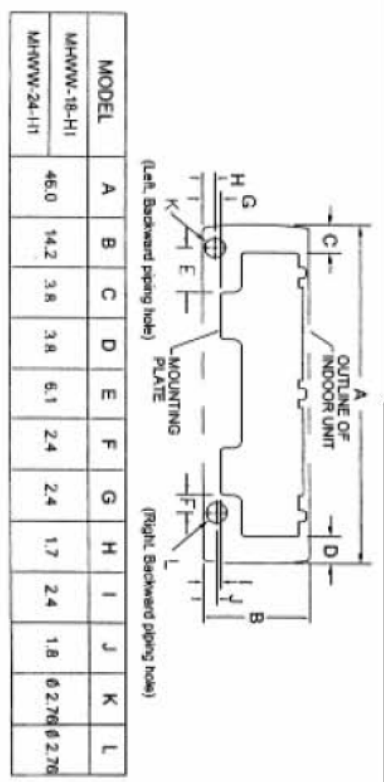 A
C
OUTLINE OF
INDOOR UNIT
D
B
H
G
K
E
MOUNTING
PLATE
F
L
I
J
(Left, Backward piping hole)
(Right, Backward piping hole)
MODEL A B C D E F G H I J K L
MHWW-18-HI
MHWW-24-HI
46.0 14.2 3.8 3.8 6.1 2.4 2.4 1.7 2.4 1.8 Ø 2.76 Ø 2.76